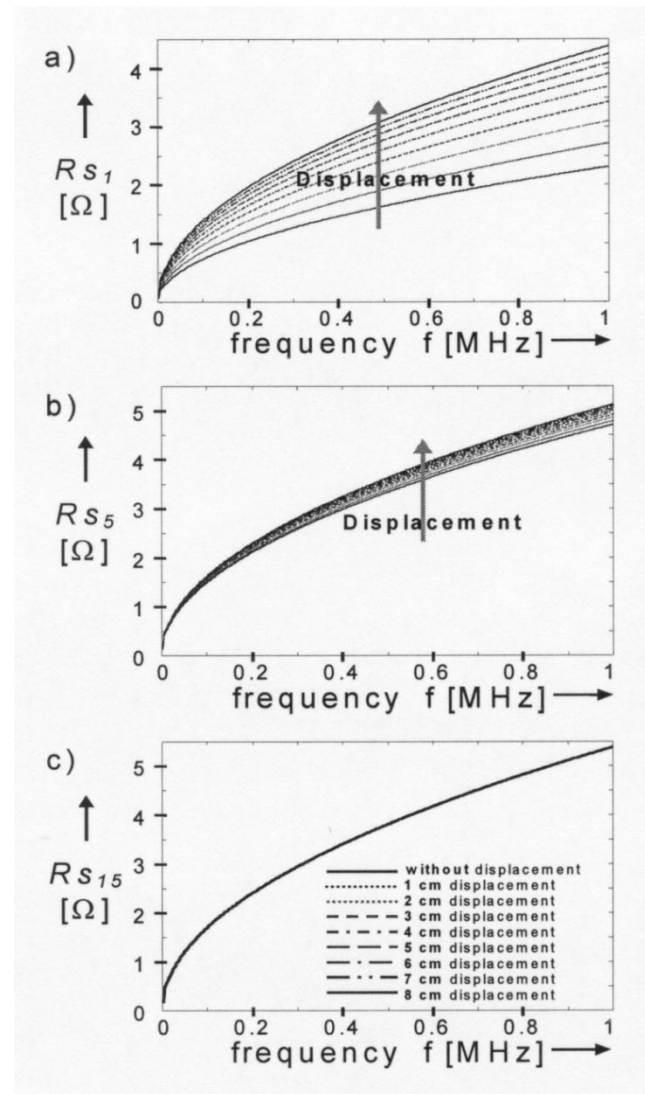 a)
4
3
2
1
0
Rs₁
[Ω]
Displacement
0 0.2 0.4 0.6 0.8 1
frequency f [MHz]
b)
5
4
3
2
1
0
Rs₅
[Ω]
Displacement
0 0.2 0.4 0.6 0.8 1
frequency f [MHz]
c)
5
4
3
2
1
0
Rs₁₅
[Ω]
without displacement
1 cm displacement
2 cm displacement
3 cm displacement
4 cm displacement
5 cm displacement
6 cm displacement
7 cm displacement
8 cm displacement
0 0.2 0.4 0.6 0.8 1
frequency f [MHz]